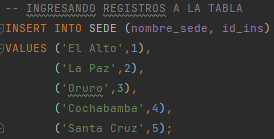 -- INGRESANDO REGISTROS A LA TABLA
INSERT INTO SEDE (nombre_sede, id_ins)
VALUES ('El Alto',1),
('La Paz',2),
('Oruro',3),
('Cochabamba',4),
('Santa Cruz',5);